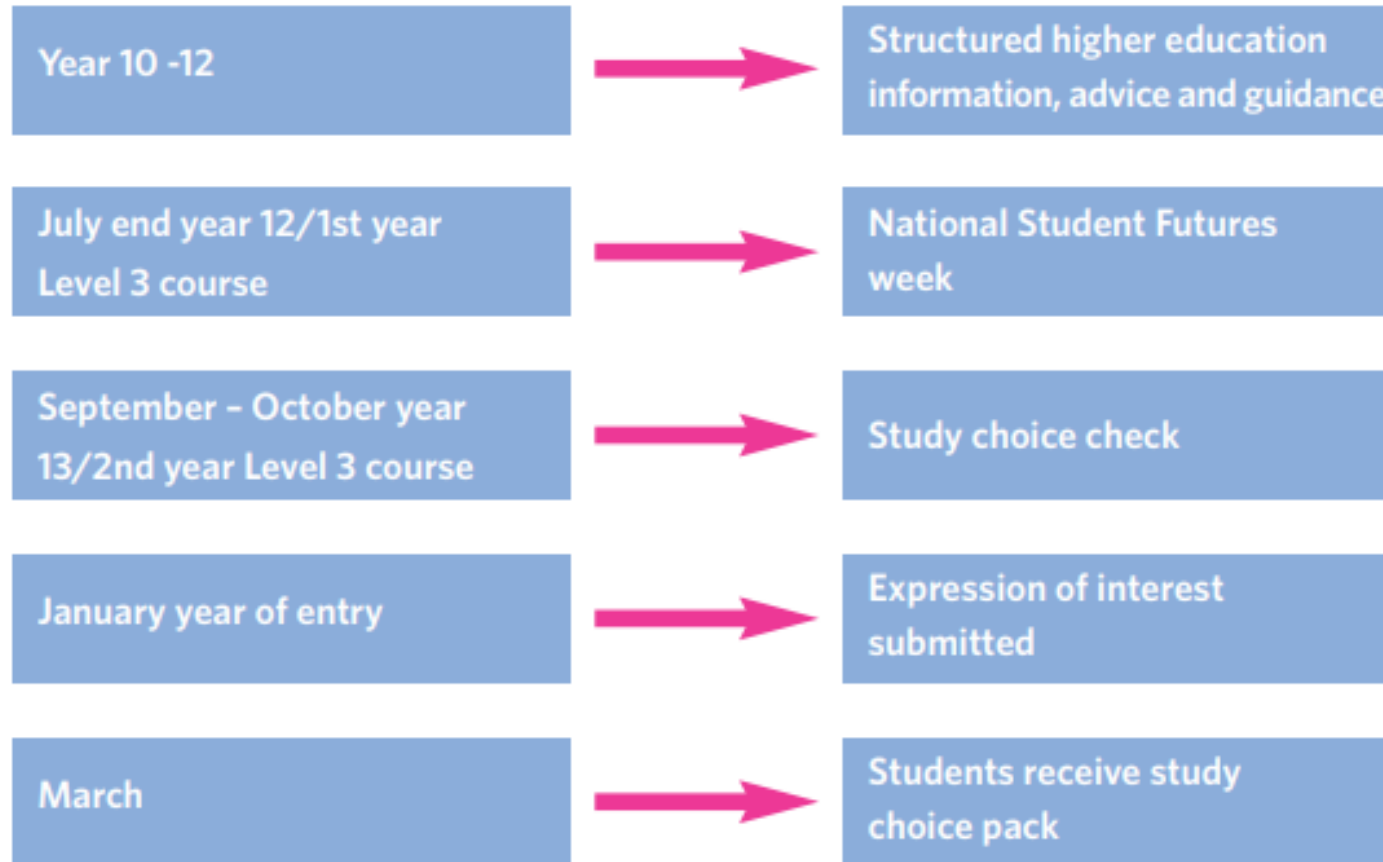 Year 10 -12
Structured higher education
information, advice and guidance
July end year 12/1st year
Level 3 course
National Student Futures
week
September – October year
13/2nd year Level 3 course
Study choice check
January year of entry
Expression of interest
submitted
March
Students receive study
choice pack